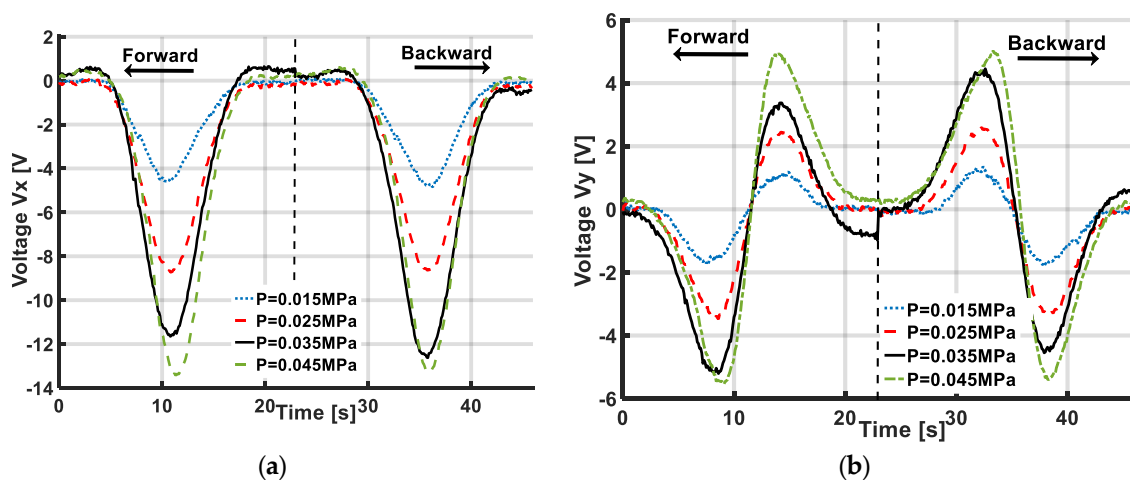 2
0
-2
-4
-6
-8
-10
-12
-14
Voltage Vx [V
Forward
Backward
P=0.015MPa
P=0.025MPa
P=0.035MPa
P=0.045MPa
0
10
20
30
40
Time [s]
(a)
6
4
2
0
-2
-4
-6
Voltage Vy [V]
Forward
Backward
P=0.015MPa
P=0.025MPa
P=0.035MPa
P=0.045MPa
0
10
20
30
40
Time [s]
(b)